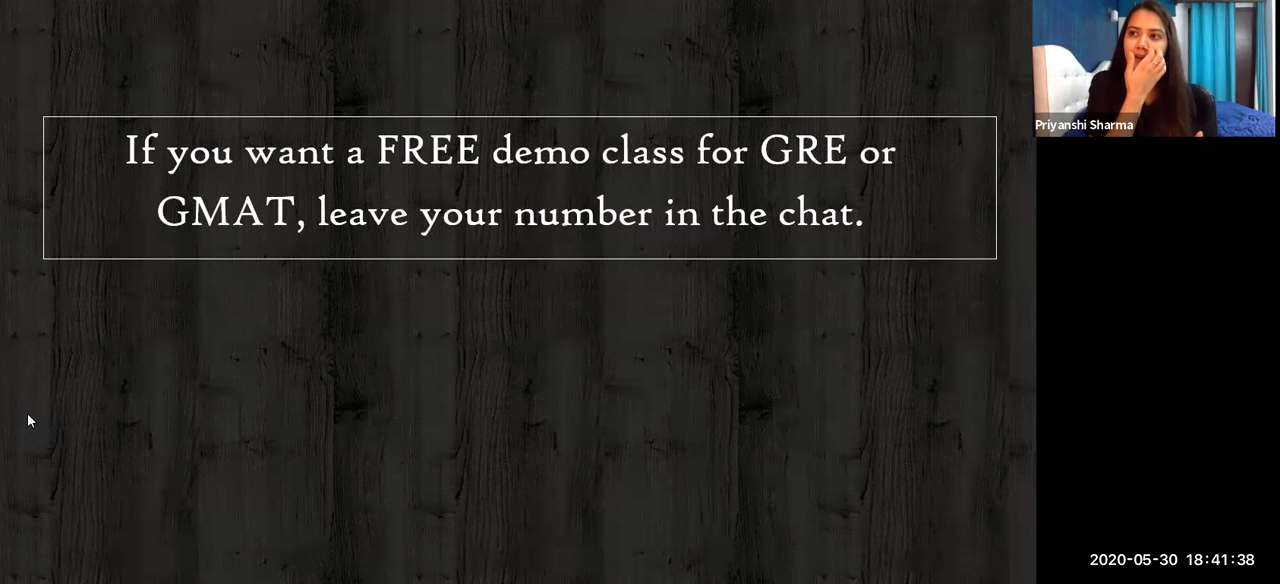 If you want a FREE demo class for GRE or
GMAT, leave your number in the chat.
Priyanshi Sharma
2020-05-30 18:41:38